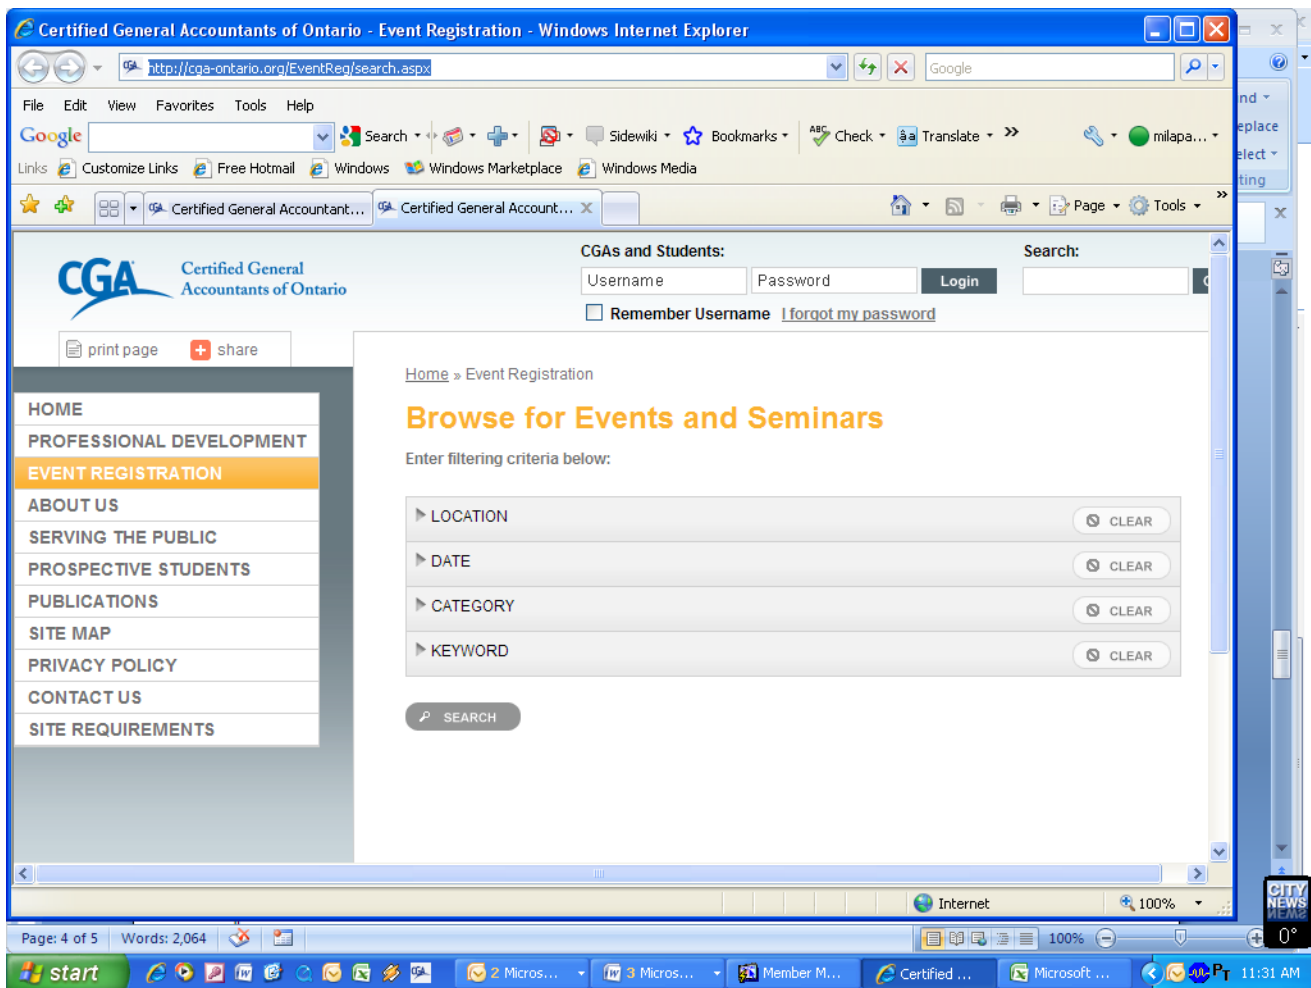 Certified General Accountants of Ontario - Event Registration - Windows Internet Explorer
http://cga-ontario.org/EventReg/search.aspx
Google
File Edit View Favorites Tools Help
Google Search Sidewiki Bookmarks ABC Check Translate milapa...
Links Customize Links Free Hotmail Windows Windows Marketplace Windows Media
Certified General Accountant... Certified General Account... Page Tools
CGA
Certified General
Accountants of Ontario
CGAs and Students:
Search:
Username Password Login
Remember Username I forgot my password
print page share
HOME
PROFESSIONAL DEVELOPMENT
EVENT REGISTRATION
ABOUT US
SERVING THE PUBLIC
PROSPECTIVE STUDENTS
PUBLICATIONS
SITE MAP
PRIVACY POLICY
CONTACT US
SITE REQUIREMENTS
Home » Event Registration
Browse for Events and Seminars
Enter filtering criteria below:
LOCATION CLEAR
DATE CLEAR
CATEGORY CLEAR
KEYWORD CLEAR
SEARCH
Internet 100%
CITY
NEWS
0°
Page: 4 of 5 Words: 2,064 100%
start 2 Micros... 3 Micros... Member M... Certified ... Microsoft ... 11:31 AM